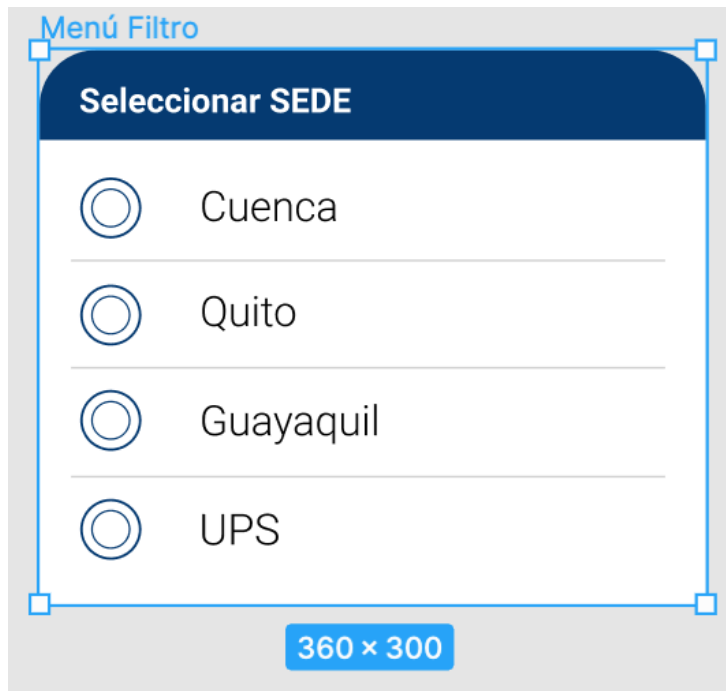 Menú Filtro
Seleccionar SEDE
Cuenca
Quito
Guayaquil
UPS
360 × 300